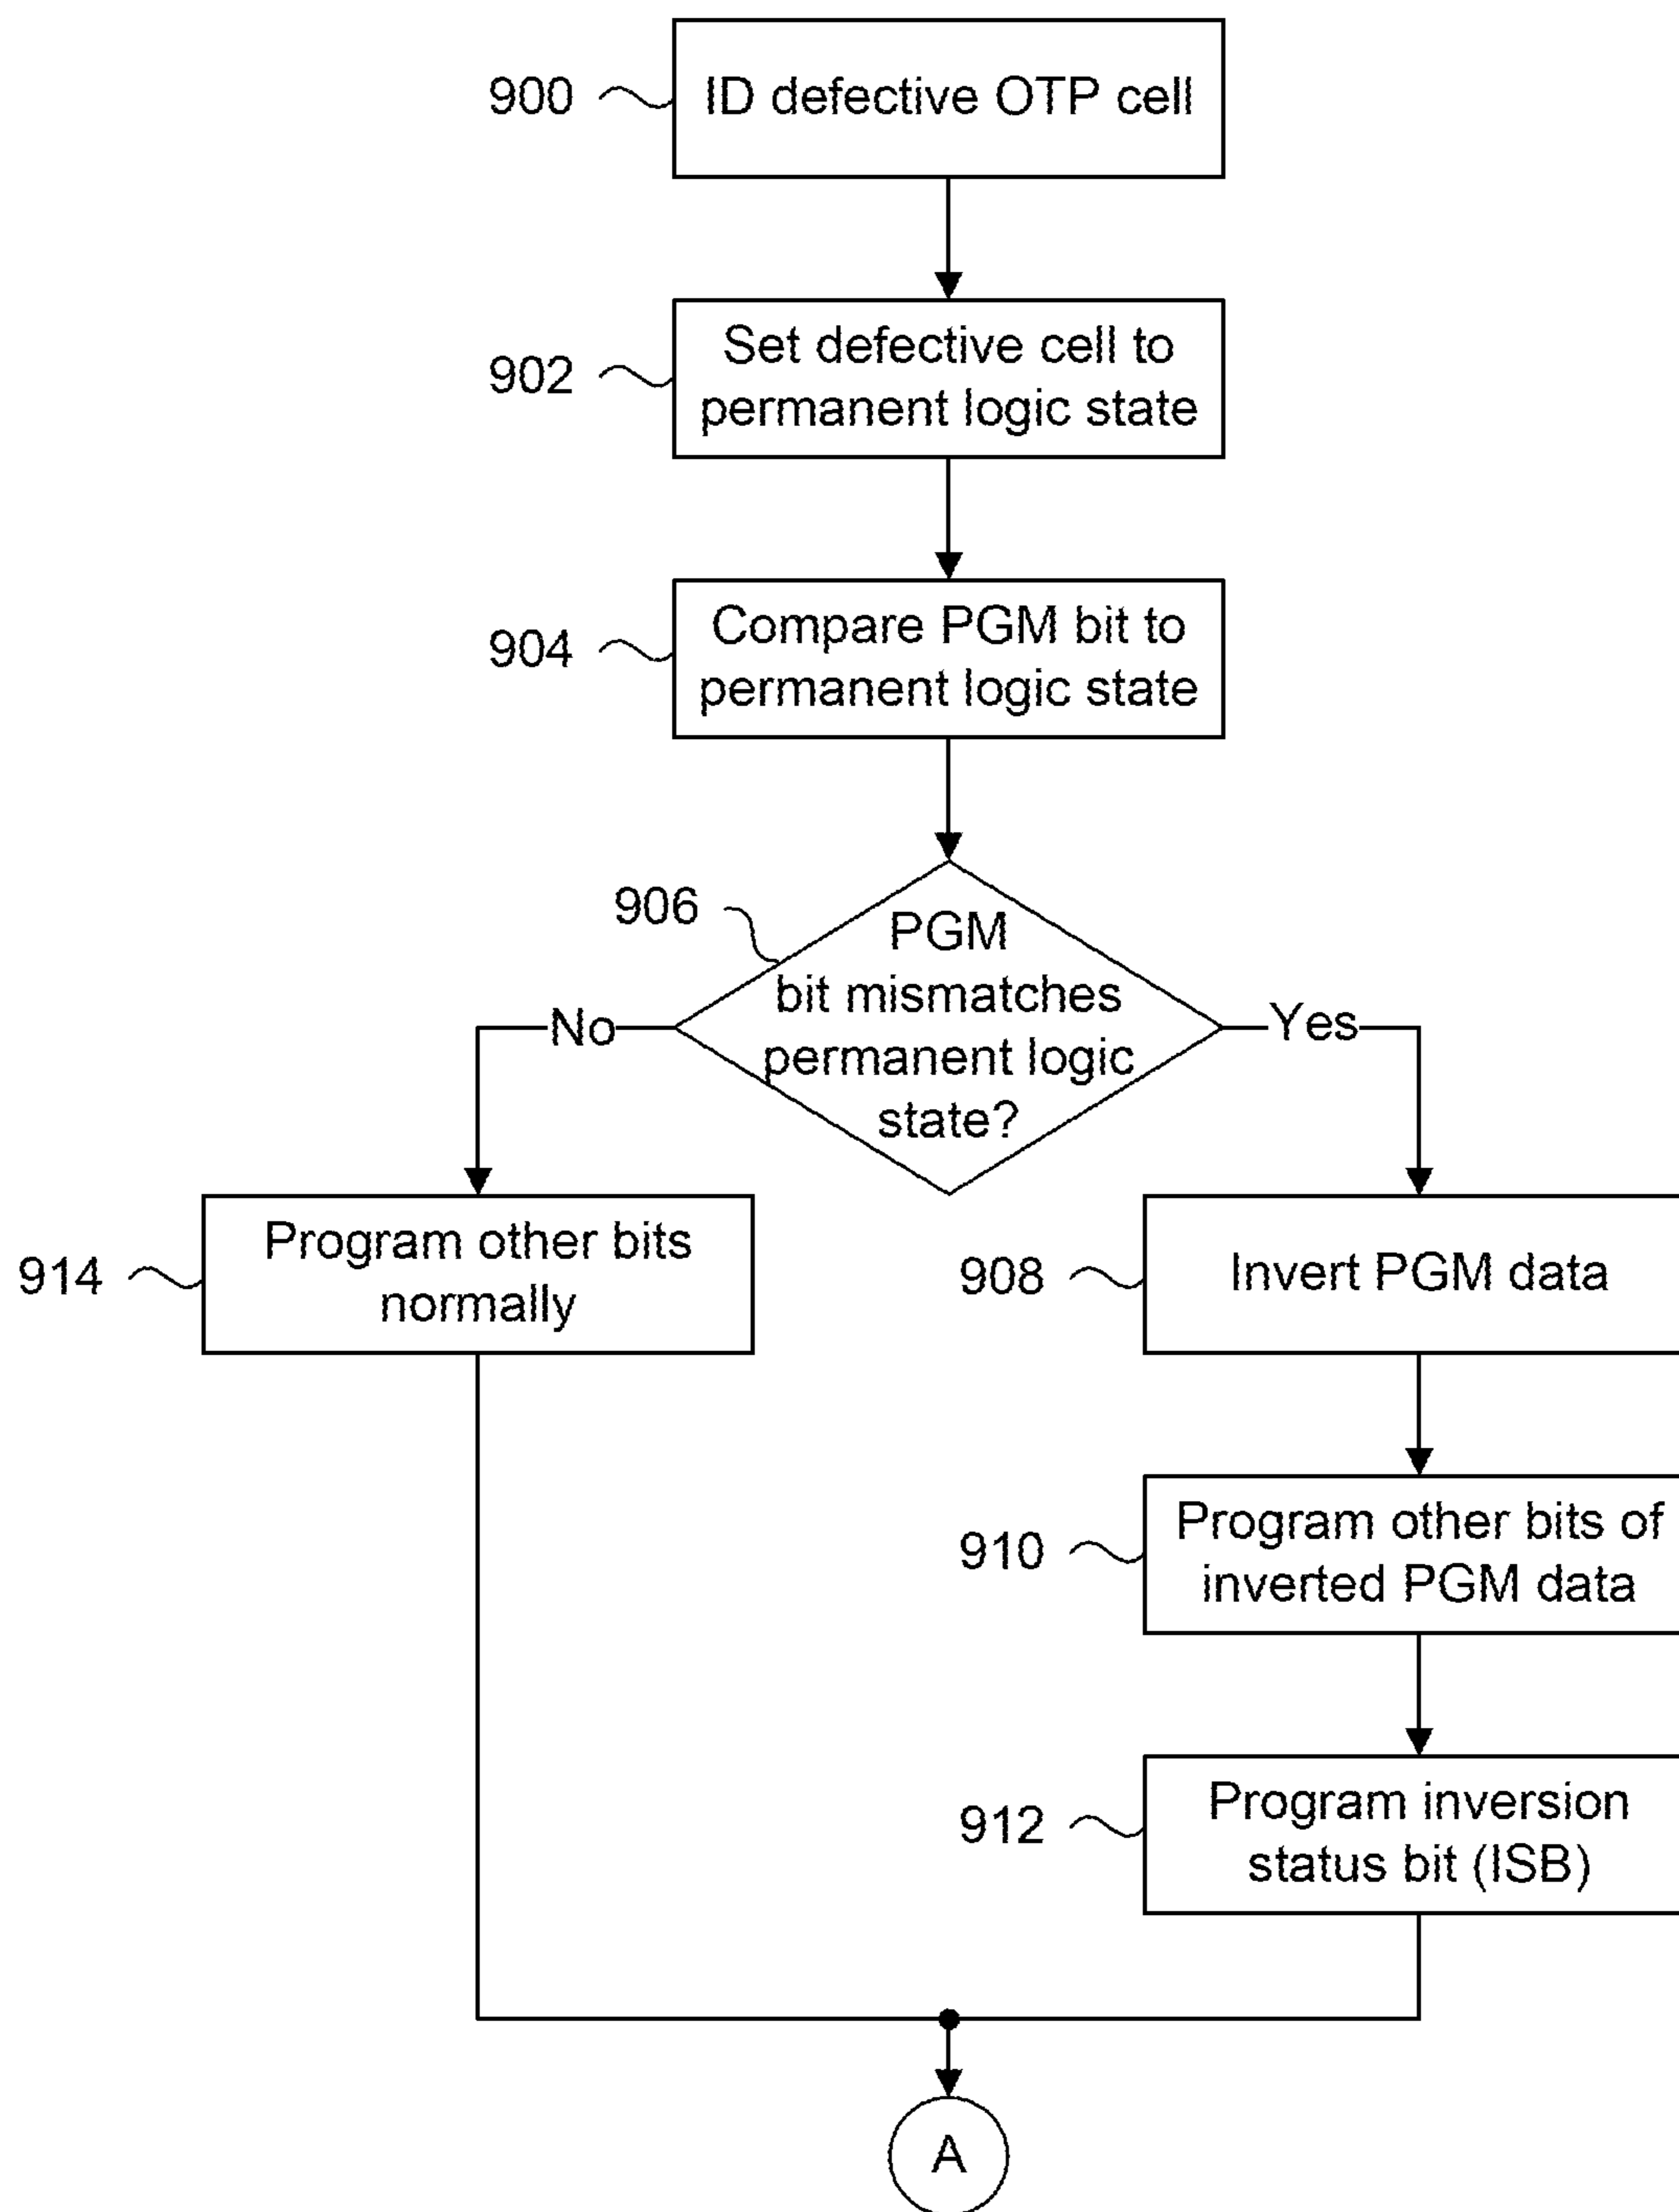 900
ID defective OTP cell
902
Set defective cell to
permanent logic state
904
Compare PGM bit to
permanent logic state
906
PGM
bit mismatches
permanent logic
state?
No
Yes
914
Program other bits
normally
908
Invert PGM data
910
Program other bits of
inverted PGM data
912
Program inversion
status bit (ISB)
A